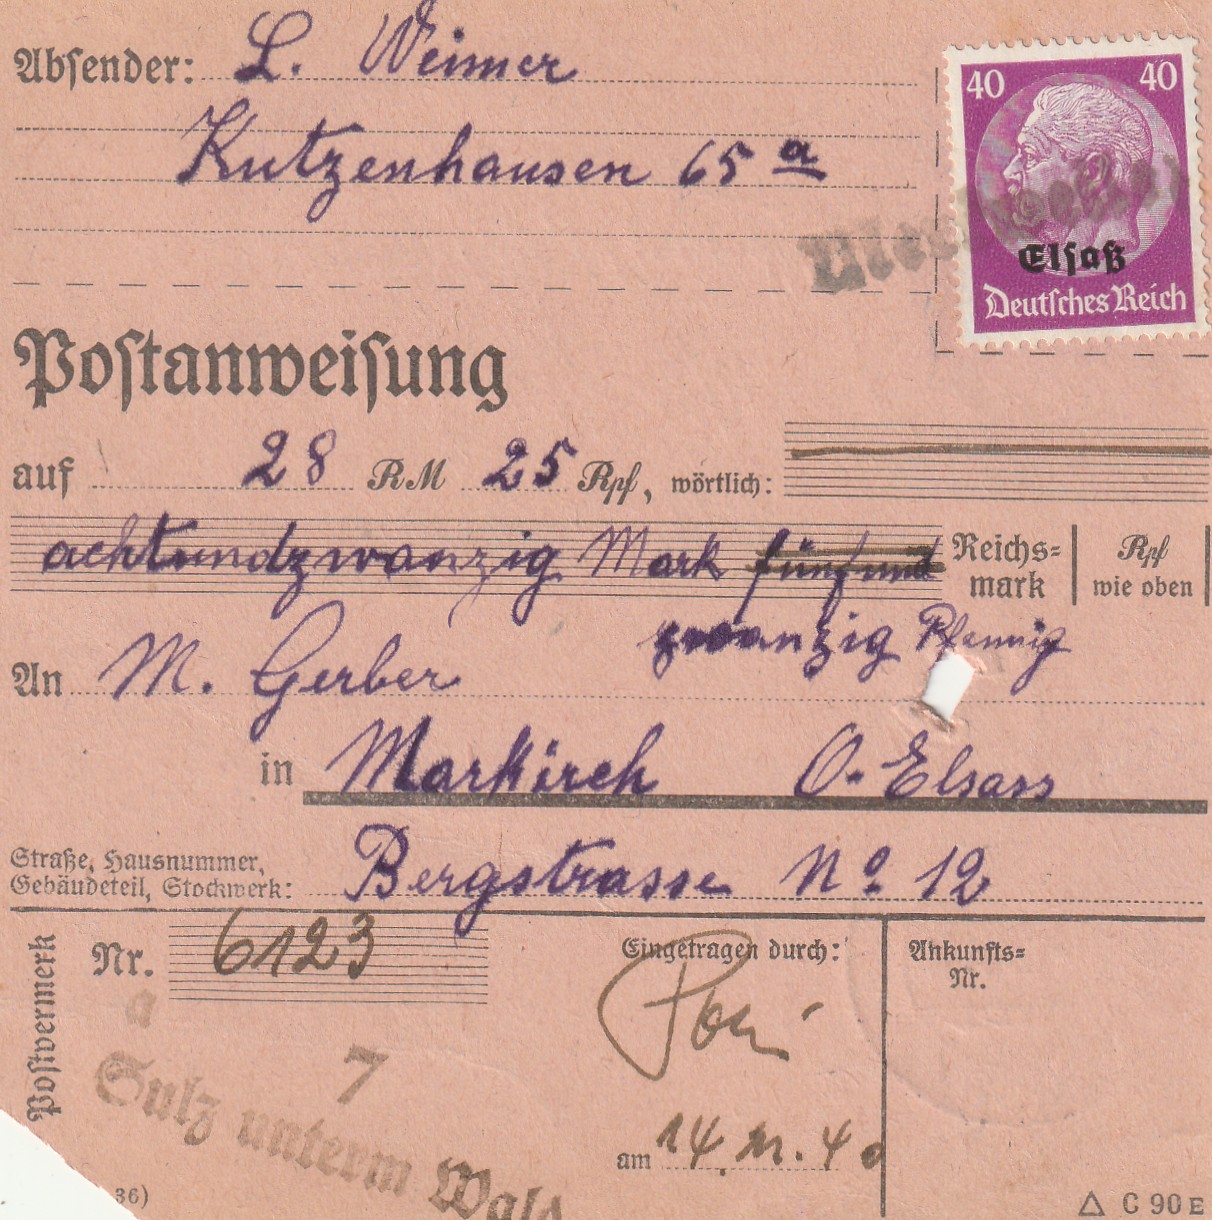 Absender: L. Weimer
Kutzenhausen 65 a
40 40
Elsaß
Deutsches Reich
Postanweisung
auf 28 RM 25 Rpf, wörtlich:
achtundzwanzig Mark fünfund Reichs= mark Rpf wie oben
zwanzig Pfennig
An M. Gerber
in Markirch O. Elsass
Straße, Hausnummer,
Gebäudeteil, Stockwerk: Bergstrasse No 12
Postvermerk
Nr. 6123
Eingetragen durch:
Ankunfts=
Nr.
a
7
Sulz unterm Wald
am 14. 11. 40
36)
△ C 90 E